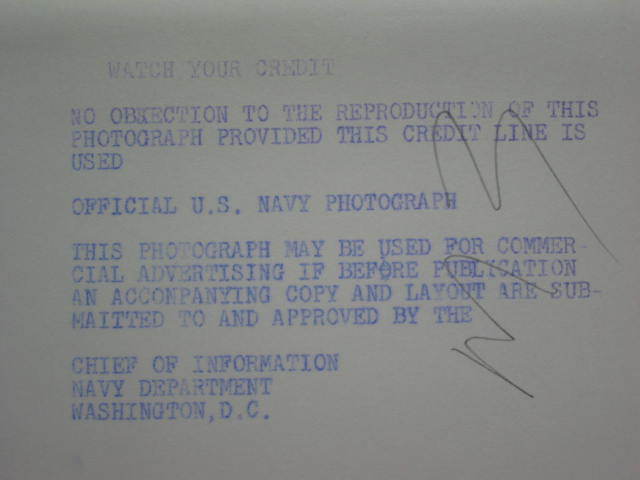 WATCH YOUR CREDIT
NO OBKECTION TO THE REPRODUCTION OF THIS
PHOTOGRAPH PROVIDED THIS CREDIT LINE IS
USED
OFFICIAL U.S. NAVY PHOTOGRAPH
THIS PHOTOGRAPH MAY BE USED FOR COMMER-
CIAL ADVERTISING IF BEFORE PUBLICATION
AN ACCOMPANYING COPY AND LAYOUT ARE SUB-
MAITTED TO AND APPROVED BY THE
CHIEF OF INFORMATION
NAVY DEPARTMENT
WASHINGTON,D.C.